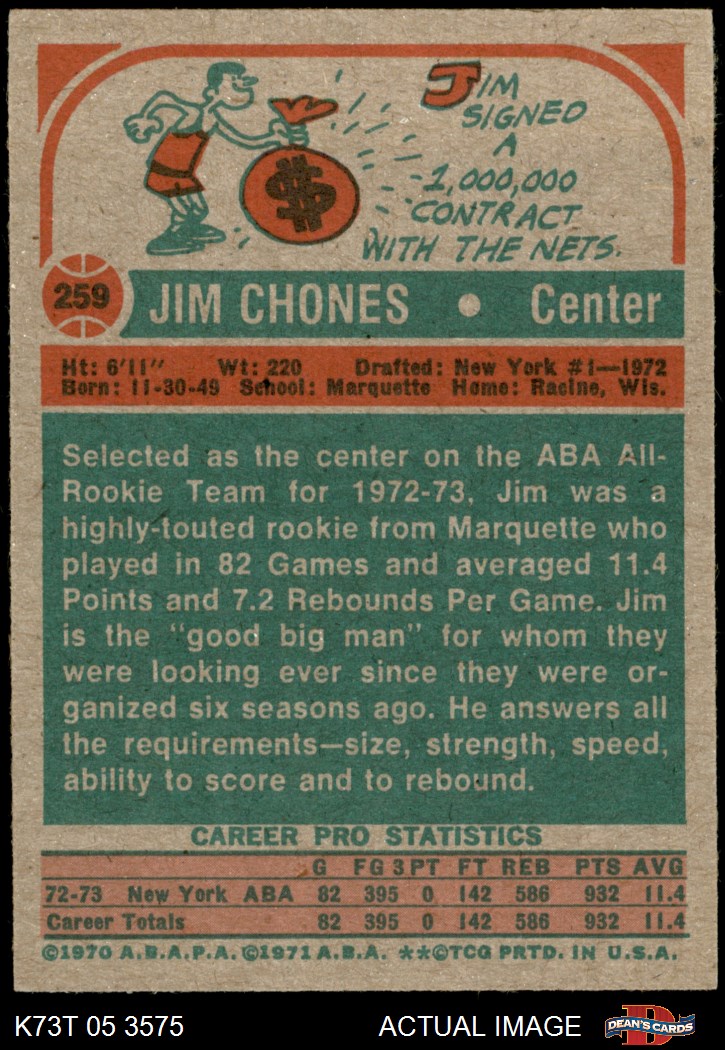 JIM
SIGNED
A
1,000,000
CONTRACT
WITH THE NETS.
259
JIM CHONES • Center
Ht: 6'11" Wt: 220 Drafted: New York #1—1972
Born: 11-30-49 School: Marquette Home: Racine, Wis.
Selected as the center on the ABA All-
Rookie Team for 1972-73, Jim was a
highly-touted rookie from Marquette who
played in 82 Games and averaged 11.4
Points and 7.2 Rebounds Per Game. Jim
is the "good big man" for whom they
were looking ever since they were or-
ganized six seasons ago. He answers all
the requirements—size, strength, speed,
ability to score and to rebound.
CAREER PRO STATISTICS
G FG 3PT FT REB PTS AVG
72-73 New York ABA 82 395 0 142 586 932 11.4
Career Totals 82 395 0 142 586 932 11.4
©1970 A.B.A.P.A. ©1971 A.B.A. **©TCG PRTD. IN U.S.A.
K73T 05 3575 ACTUAL IMAGE
D
DEAN'S CARDS